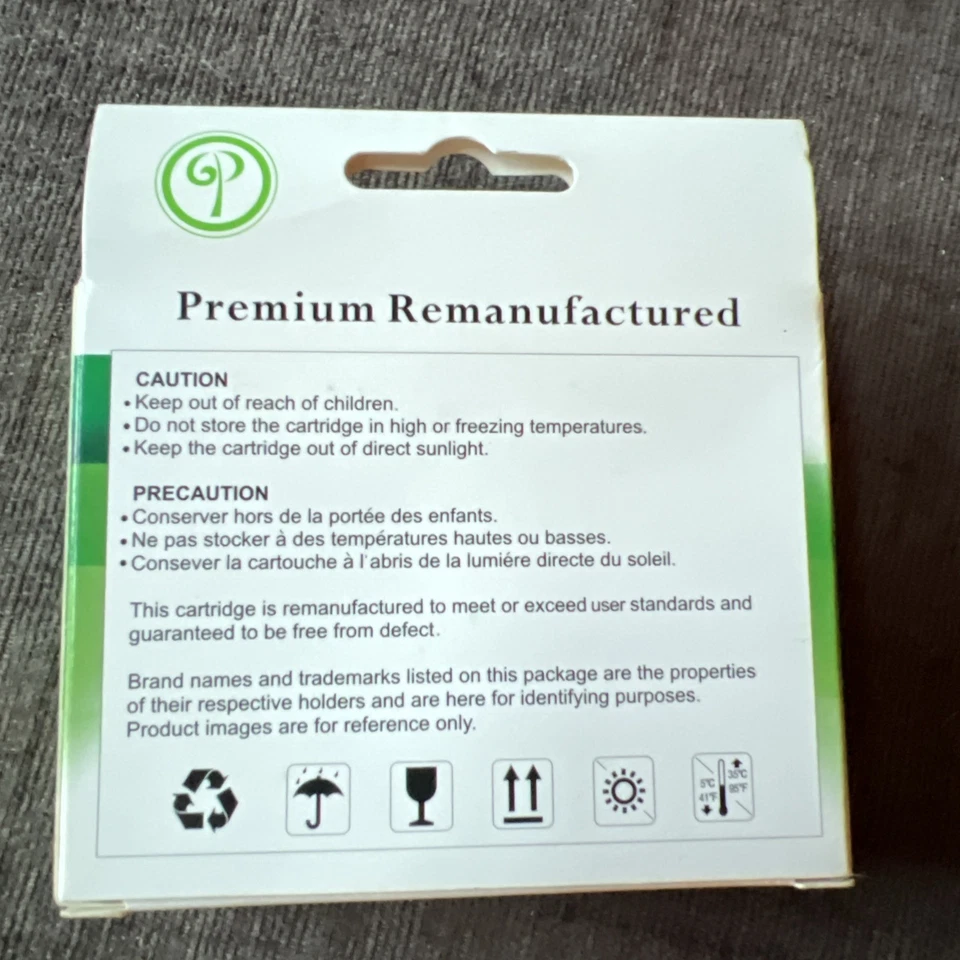 P
Premium Remanufactured
CAUTION
• Keep out of reach of children.
• Do not store the cartridge in high or freezing temperatures.
• Keep the cartridge out of direct sunlight.
PRECAUTION
• Conserver hors de la portée des enfants.
• Ne pas stocker à des températures hautes ou basses.
• Consever la cartouche à l'abris de la lumiére directe du soleil.
This cartridge is remanufactured to meet or exceed user standards and
guaranteed to be free from defect.
Brand names and trademarks listed on this package are the properties
of their respective holders and are here for identifying purposes.
Product images are for reference only.
5°C 35°C
41°F 95°F